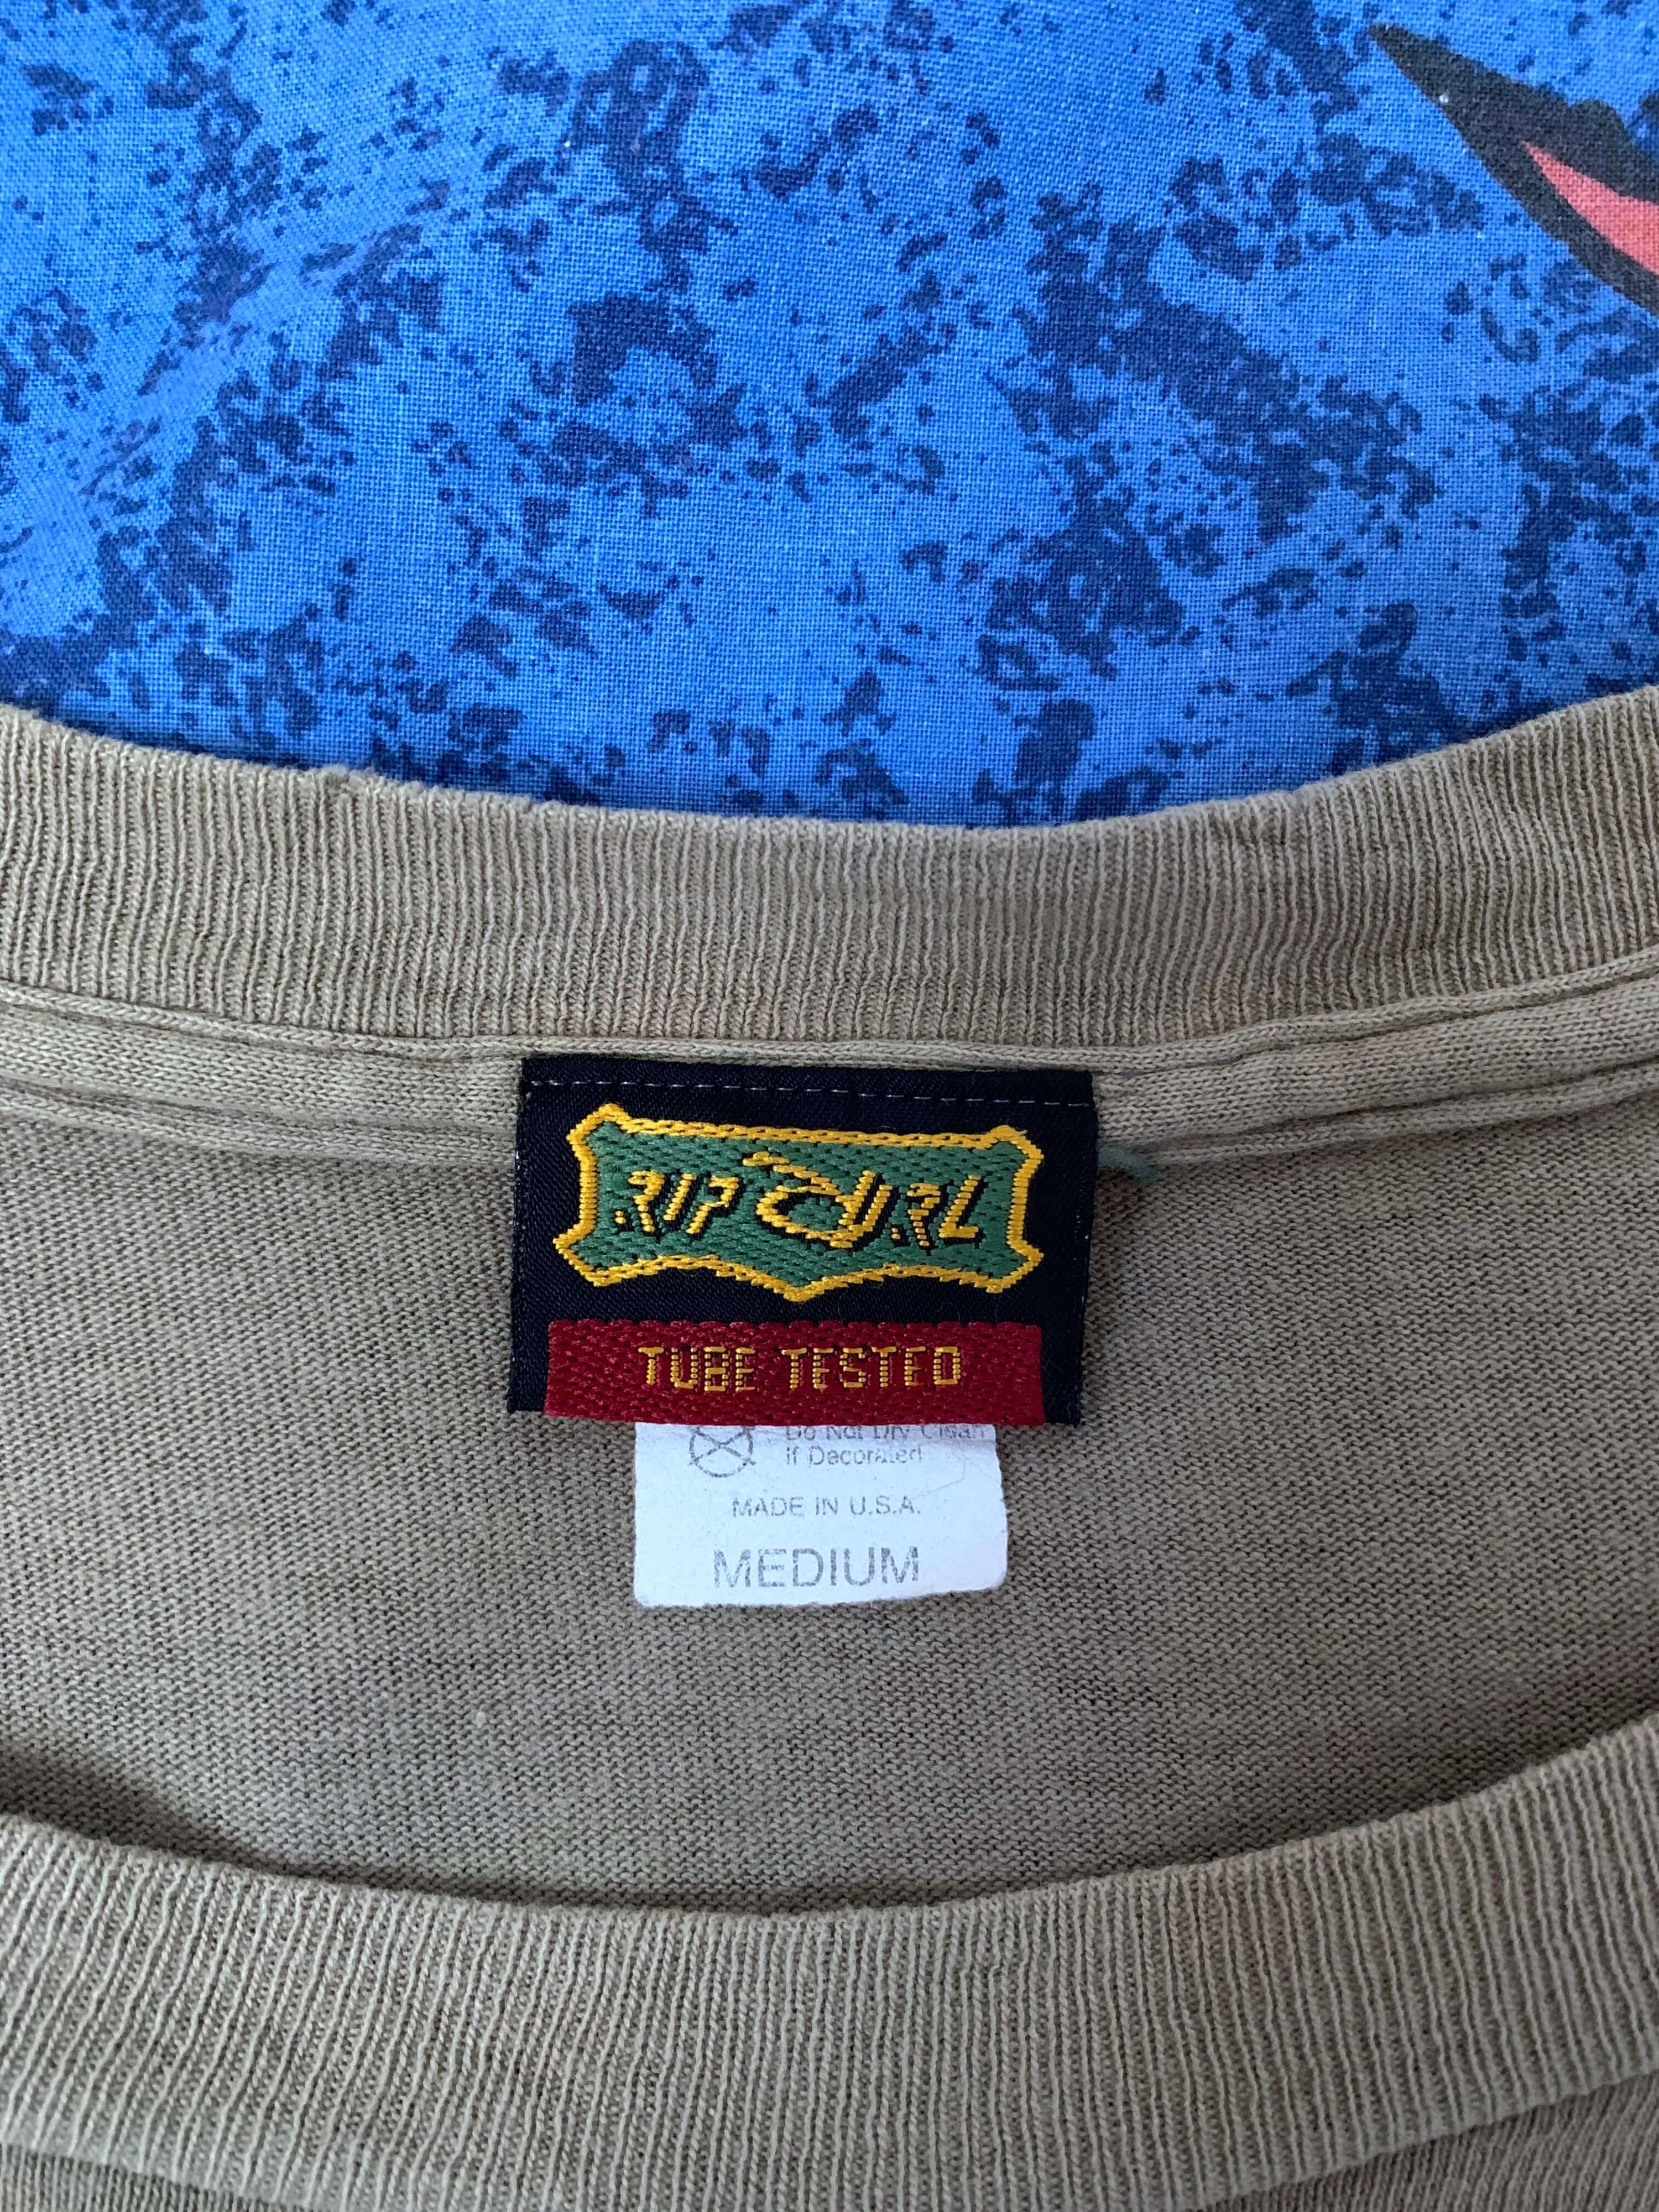 RIP CURL
TUBE TESTED
Do Not Dry Clean
if Decorated
MADE IN U.S.A.
MEDIUM